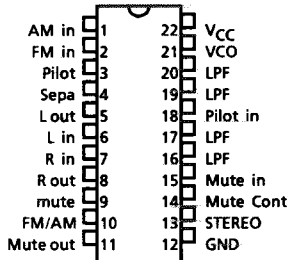 AM in 1 22 VCC
FM in 2 21 VCO
Pilot 3 20 LPF
Sepa 4 19 LPF
L out 5 18 Pilot in
L in 6 17 LPF
R in 7 16 LPF
R out 8 15 Mute in
mute 9 14 Mute Cont
FM/AM 10 13 STEREO
Mute out 11 12 GND